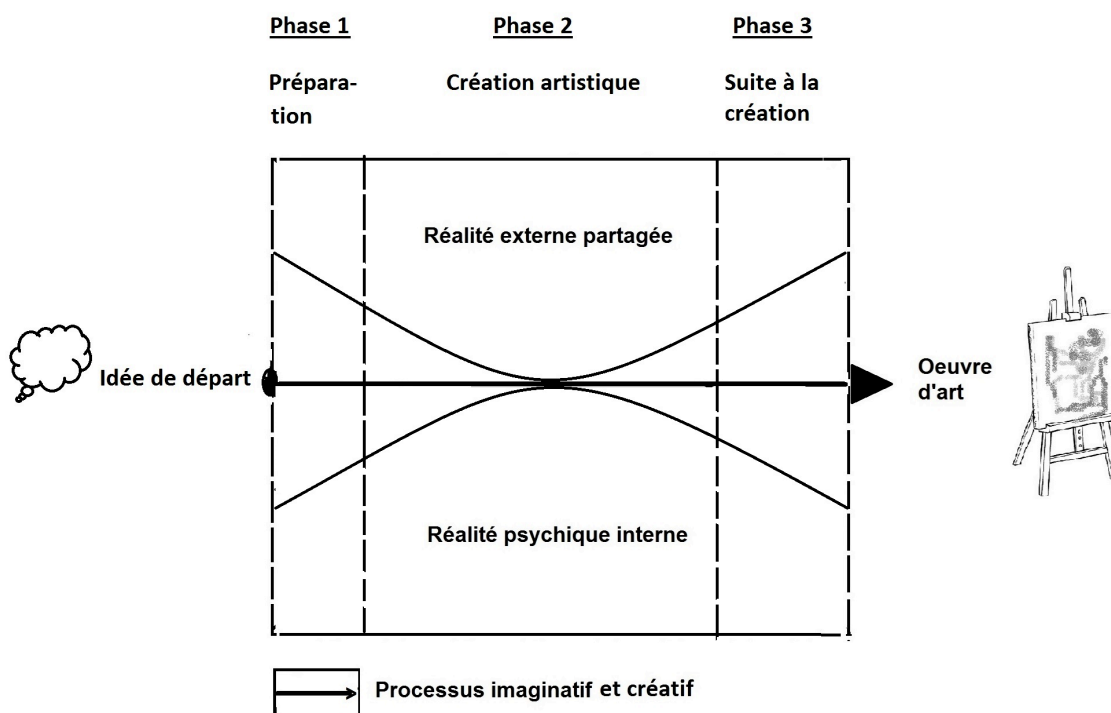 Phase 1
Phase 2
Phase 3
Prépara-
tion
Création artistique
Suite à la
création
Réalité externe partagée
Idée de départ
Oeuvre
d'art
Réalité psychique interne
Processus imaginatif et créatif